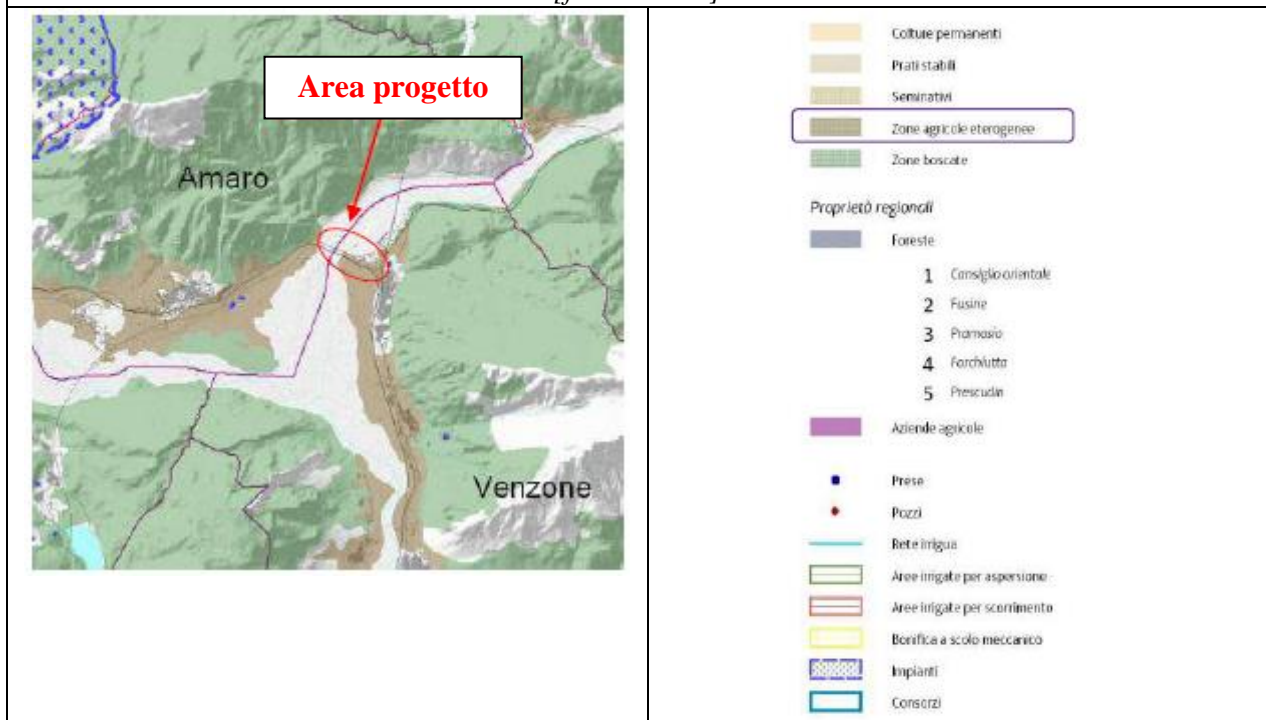 Area progetto
Amaro
Venzone
Colture permanenti
Prati stabili
Seminativi
Zone agricole eterogenee
Zone boscate
Proprietà regionali
Foreste
1 Consiglio orientale
2 Fusine
3 Pramosio
4
5 Prescudin
Aziende agricole
Prese
Pozzi
Rete irrigua
Aree irrigate per aspersione
Aree irrigate per scorrimento
Bonifica a scolo meccanico
Impianti
Consorzi